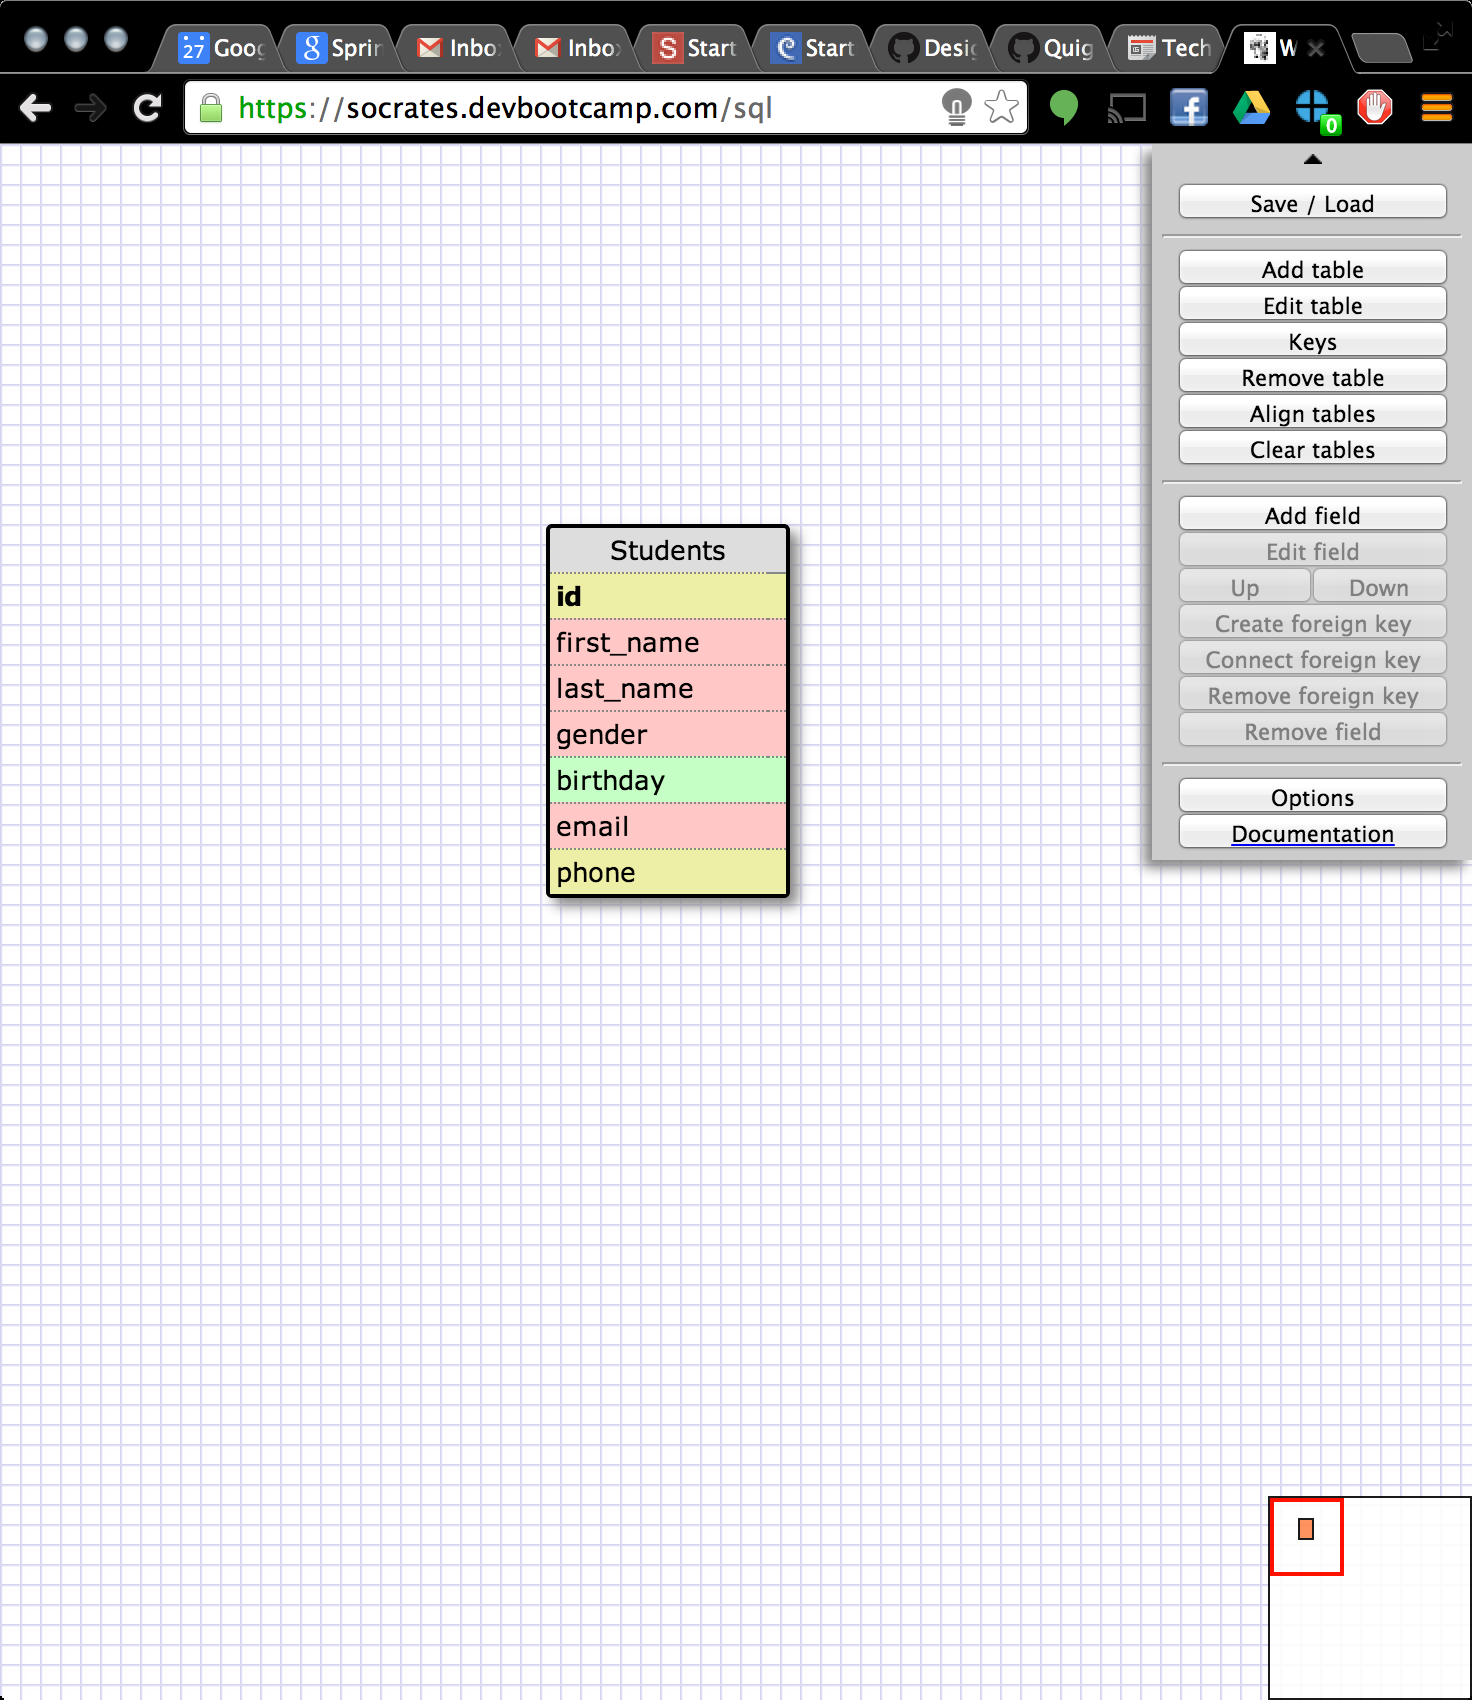 27 Goog Sprin Inbo Inbox Start Start Desig Quig Tech W
https://socrates.devbootcamp.com/sql
0
Save / Load
Add table
Edit table
Keys
Remove table
Align tables
Clear tables
Add field
Edit field
Up Down
Create foreign key
Connect foreign key
Remove foreign key
Remove field
Options
Documentation
Students
id
first_name
last_name
gender
birthday
email
phone